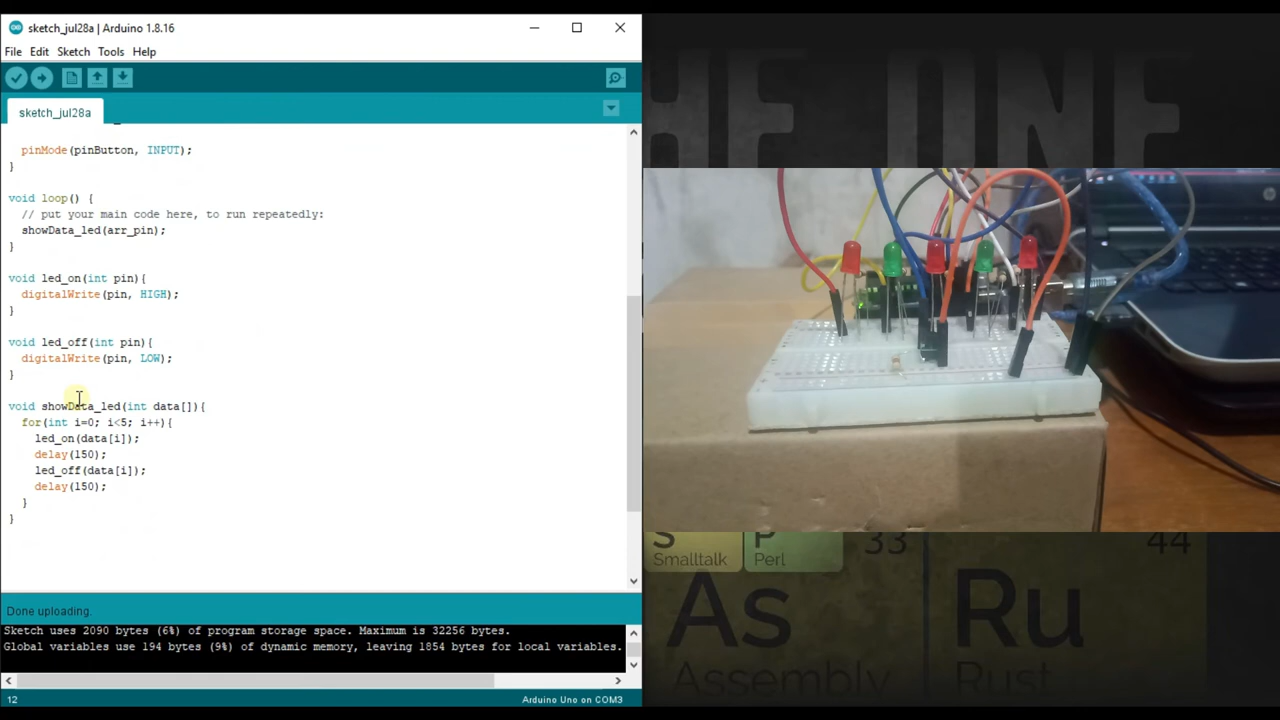 sketch_jul28a | Arduino 1.8.16
File Edit Sketch Tools Help
sketch_jul28a
pinMode(pinButton, INPUT);
}
void loop() {
// put your main code here, to run repeatedly:
showData_led(arr_pin);
}
void led_on(int pin){
digitalWrite(pin, HIGH);
}
void led_off(int pin){
digitalWrite(pin, LOW);
}
void showData_led(int data[]){
for(int i=0; i<5; i++){
led_on(data[i]);
delay(150);
led_off(data[i]);
delay(150);
}
}
Done uploading.
Sketch uses 2090 bytes (6%) of program storage space. Maximum is 32256 bytes.
Global variables use 194 bytes (9%) of dynamic memory, leaving 1854 bytes for local variables.
12
Arduino Uno on COM3
HE ONE
S
Smalltalk
P
Perl
33
As
Assembly
44
Ru
Rust
hp